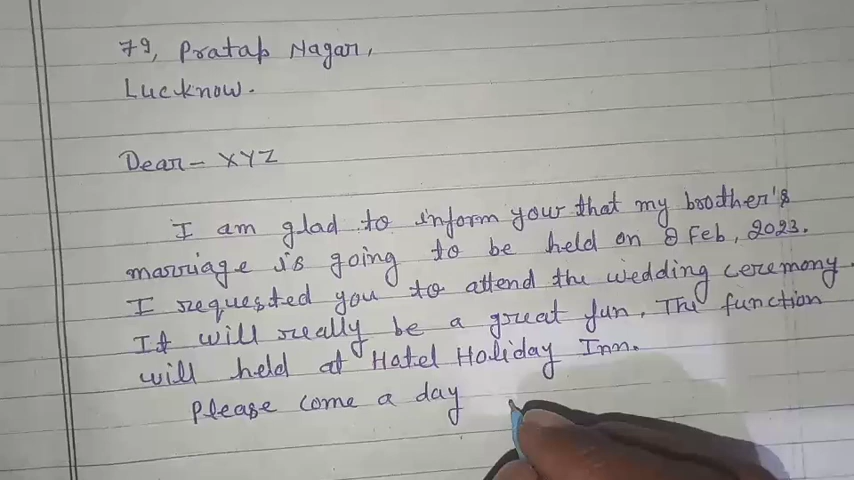 79, Pratap Nagar,
Lucknow.
Dear - XYZ
I am glad to inform your that my brother's
marriage is going to be held on 8 Feb, 2023.
I requested you to attend the wedding ceremony.
It will really be a great fun. The function
will held at Hotel Holiday Inn.
Please come a day